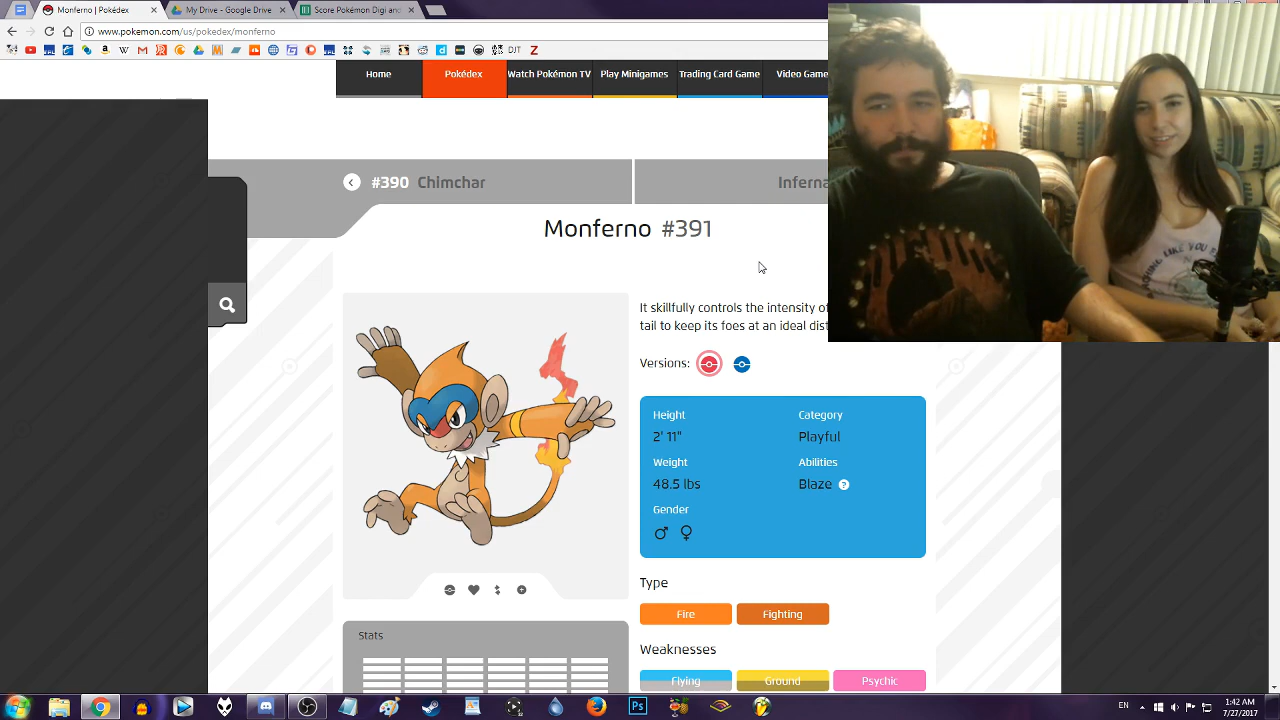 Monferno | Pokédex
My Drive - Google Drive
Score Pokémon Digi and
www.pokemon.com/us/pokedex/monferno
DJT
Home
Pokédex
Watch Pokémon TV
Play Minigames
Trading Card Game
Video Game
#390 Chimchar
Inferna
Monferno #391
It skillfully controls the intensity of
tail to keep its foes at an ideal dist
Versions:
Height
Category
2' 11"
Playful
Weight
Abilities
48.5 lbs
Blaze
Gender
Type
Fire
Fighting
Weaknesses
Flying
Ground
Psychic
Stats
EN
1:42 AM
7/27/2017